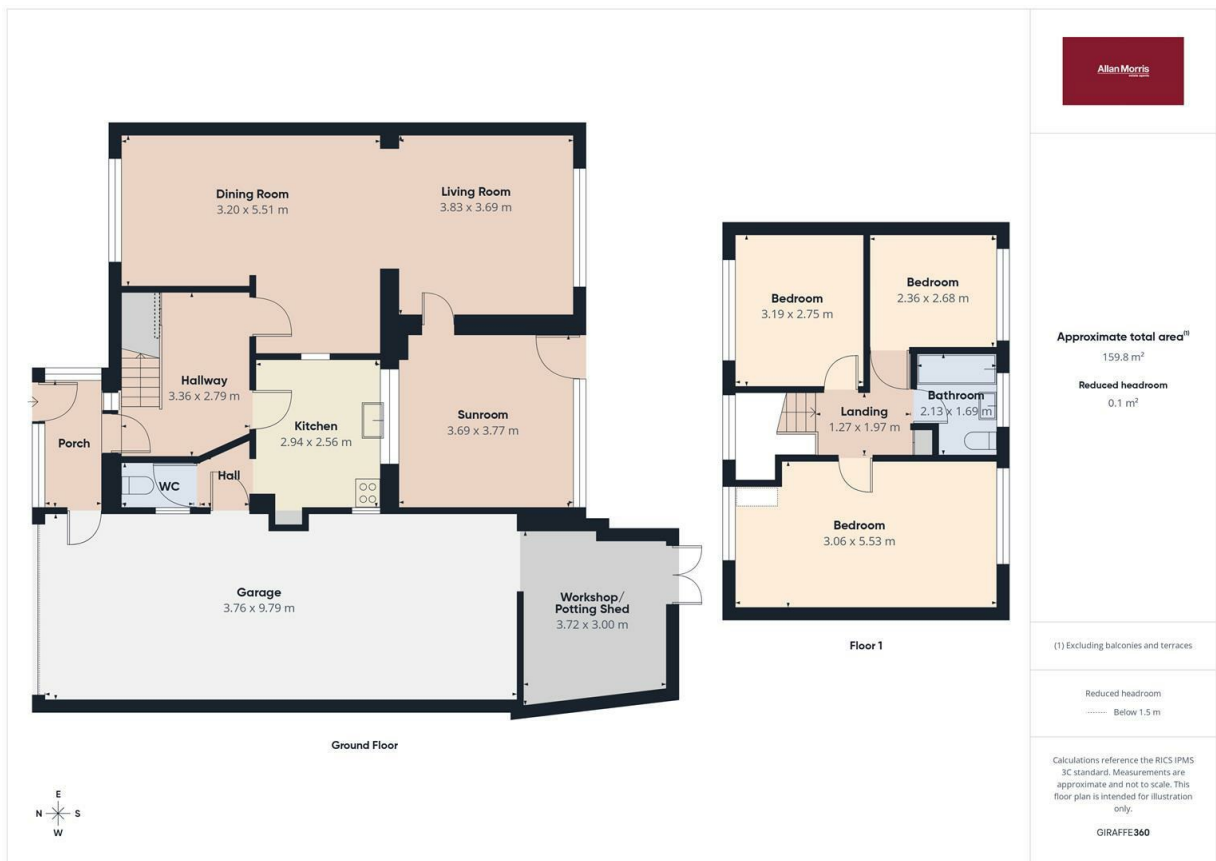 Allan Morris
estate agents
Dining Room
3.20 x 5.51 m
Living Room
3.83 x 3.69 m
Hallway
3.36 x 2.79 m
Porch
Kitchen
2.94 x 2.56 m
Sunroom
3.69 x 3.77 m
WC
Hall
Garage
3.76 x 9.79 m
Workshop/
Potting Shed
3.72 x 3.00 m
Ground Floor
Bedroom
3.19 x 2.75 m
Bedroom
2.36 x 2.68 m
Landing
1.27 x 1.97 m
Bathroom
2.13 x 1.69 m
Bedroom
3.06 x 5.53 m
Floor 1
E
N S
W
Approximate total area(1)
159.8 m²
Reduced headroom
0.1 m²
(1) Excluding balconies and terraces
Reduced headroom
Below 1.5 m
Calculations reference the RICS IPMS
3C standard. Measurements are
approximate and not to scale. This
floor plan is intended for illustration
only.
GIRAFFE360